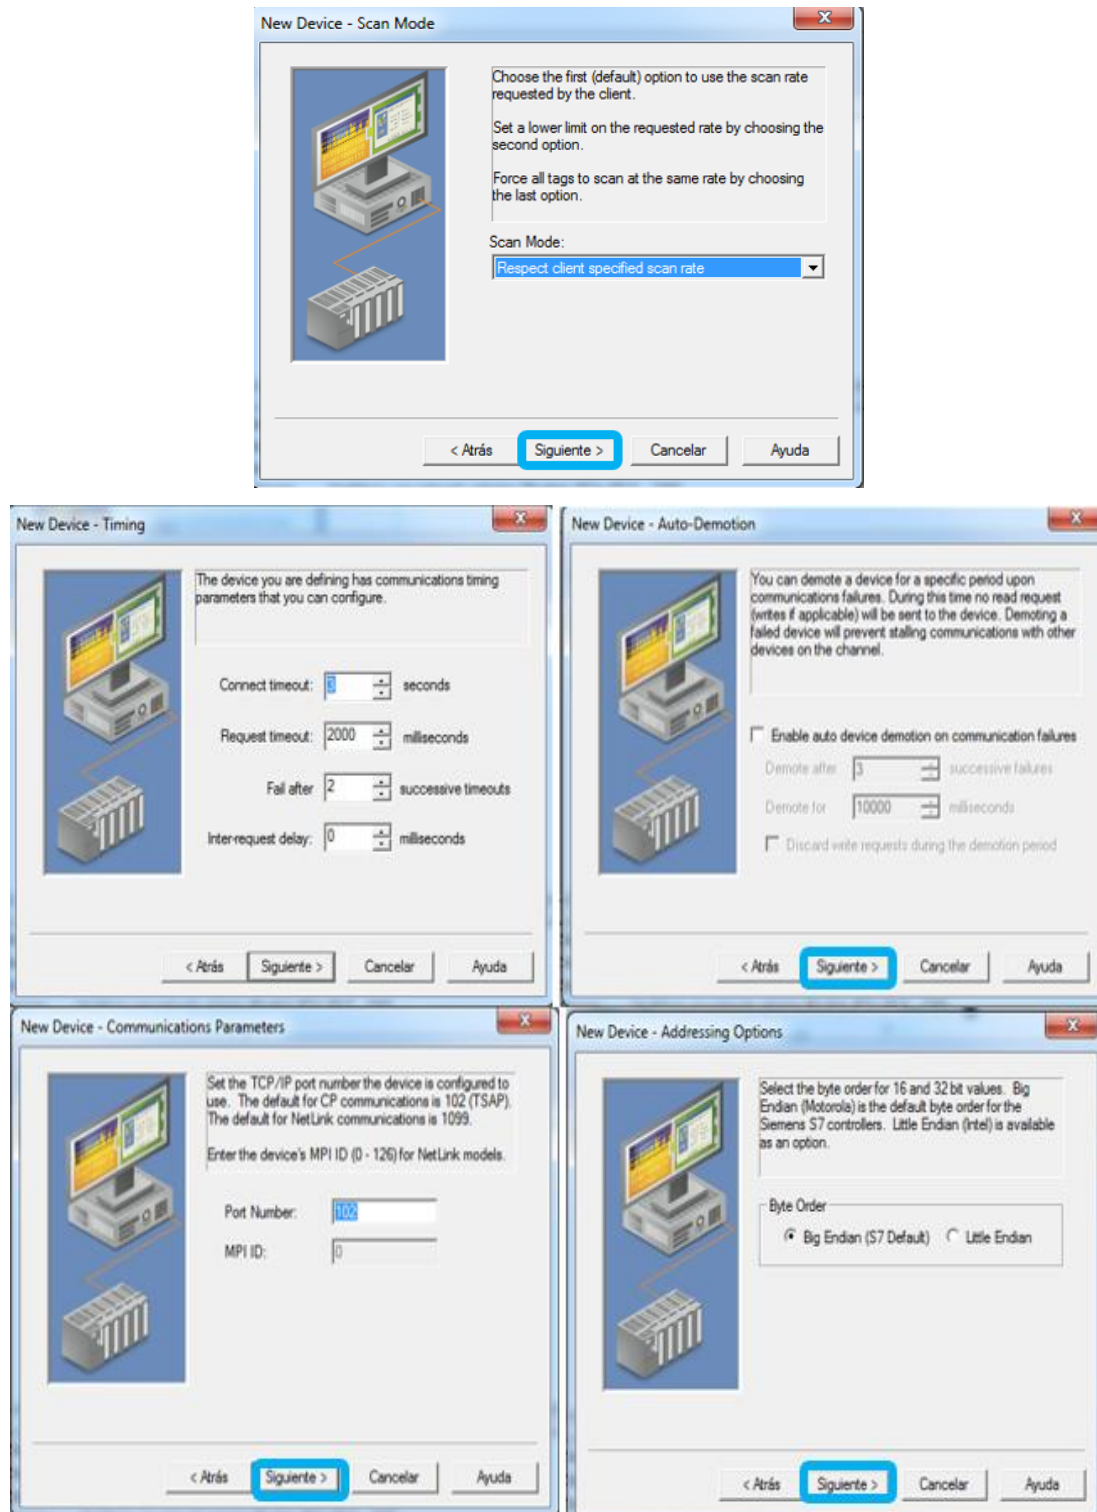 New Device - Scan Mode
Choose the first (default) option to use the scan rate
requested by the client.
Set a lower limit on the requested rate by choosing the
second option.
Force all tags to scan at the same rate by choosing
the last option.
Scan Mode:
Respect client specified scan rate
< Atrás
Siguiente >
Cancelar
Ayuda
New Device - Timing
The device you are defining has communications timing
parameters that you can configure.
Connect timeout: 3 seconds
Request timeout: 2000 milliseconds
Fail after 2 successive timeouts
Inter-request delay: 0 milliseconds
< Atrás
Siguiente >
Cancelar
Ayuda
New Device - Auto-Demotion
You can demote a device for a specific period upon
communications failures. During this time no read request
(writes if applicable) will be sent to the device. Demoting a
failed device will prevent stalling communications with other
devices on the channel.
Enable auto device demotion on communication failures
Demote after 3 successive failures
Demote for 10000 milliseconds
Discard write requests during the demotion period
< Atrás
Siguiente >
Cancelar
Ayuda
New Device - Communications Parameters
Set the TCP/IP port number the device is configured to
use. The default for CP communications is 102 (TSAP).
The default for NetLink communications is 1099.
Enter the device's MPI ID (0 - 126) for NetLink models.
Port Number: 102
MPI ID: 0
< Atrás
Siguiente >
Cancelar
Ayuda
New Device - Addressing Options
Select the byte order for 16 and 32 bit values. Big
Endian (Motorola) is the default byte order for the
Siemens S7 controllers. Little Endian (Intel) is available
as an option.
Byte Order
Big Endian (S7 Default) Little Endian
< Atrás
Siguiente >
Cancelar
Ayuda